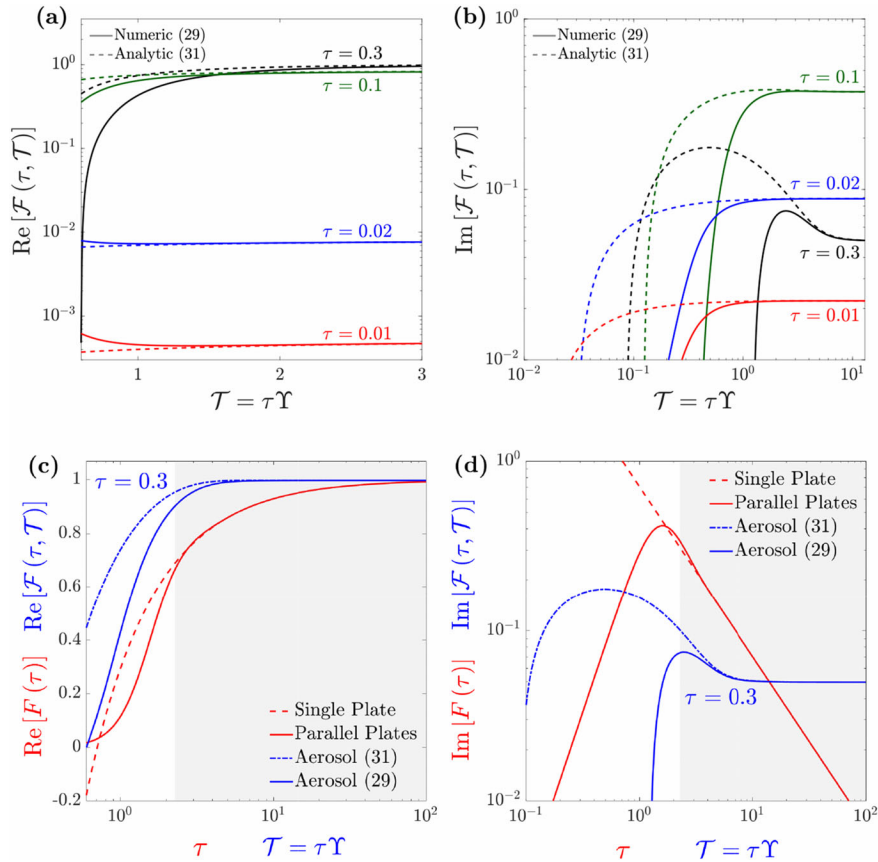 (a)
Numeric (29)
Analytic (31)
τ = 0.3
τ = 0.1
τ = 0.02
τ = 0.01
10⁰
10⁻¹
10⁻²
10⁻³
Re[𝓕(τ, 𝒯)]
1
2
3
𝒯 = τϒ
(b)
Numeric (29)
Analytic (31)
τ = 0.1
τ = 0.02
τ = 0.3
τ = 0.01
10⁰
10⁻¹
10⁻²
Im[𝓕(τ, 𝒯)]
10⁻²
10⁻¹
10⁰
10¹
𝒯 = τϒ
(c)
τ = 0.3
Single Plate
Parallel Plates
Aerosol (31)
Aerosol (29)
1
0.8
0.6
0.4
0.2
0
-0.2
Re[F(τ)]
Re[𝓕(τ, 𝒯)]
10⁰
10¹
10²
τ
𝒯 = τϒ
(d)
Single Plate
Parallel Plates
Aerosol (31)
Aerosol (29)
τ = 0.3
10⁰
10⁻¹
10⁻²
Im[F(τ)]
Im[𝓕(τ, 𝒯)]
10⁻¹
10⁰
10¹
10²
τ
𝒯 = τϒ